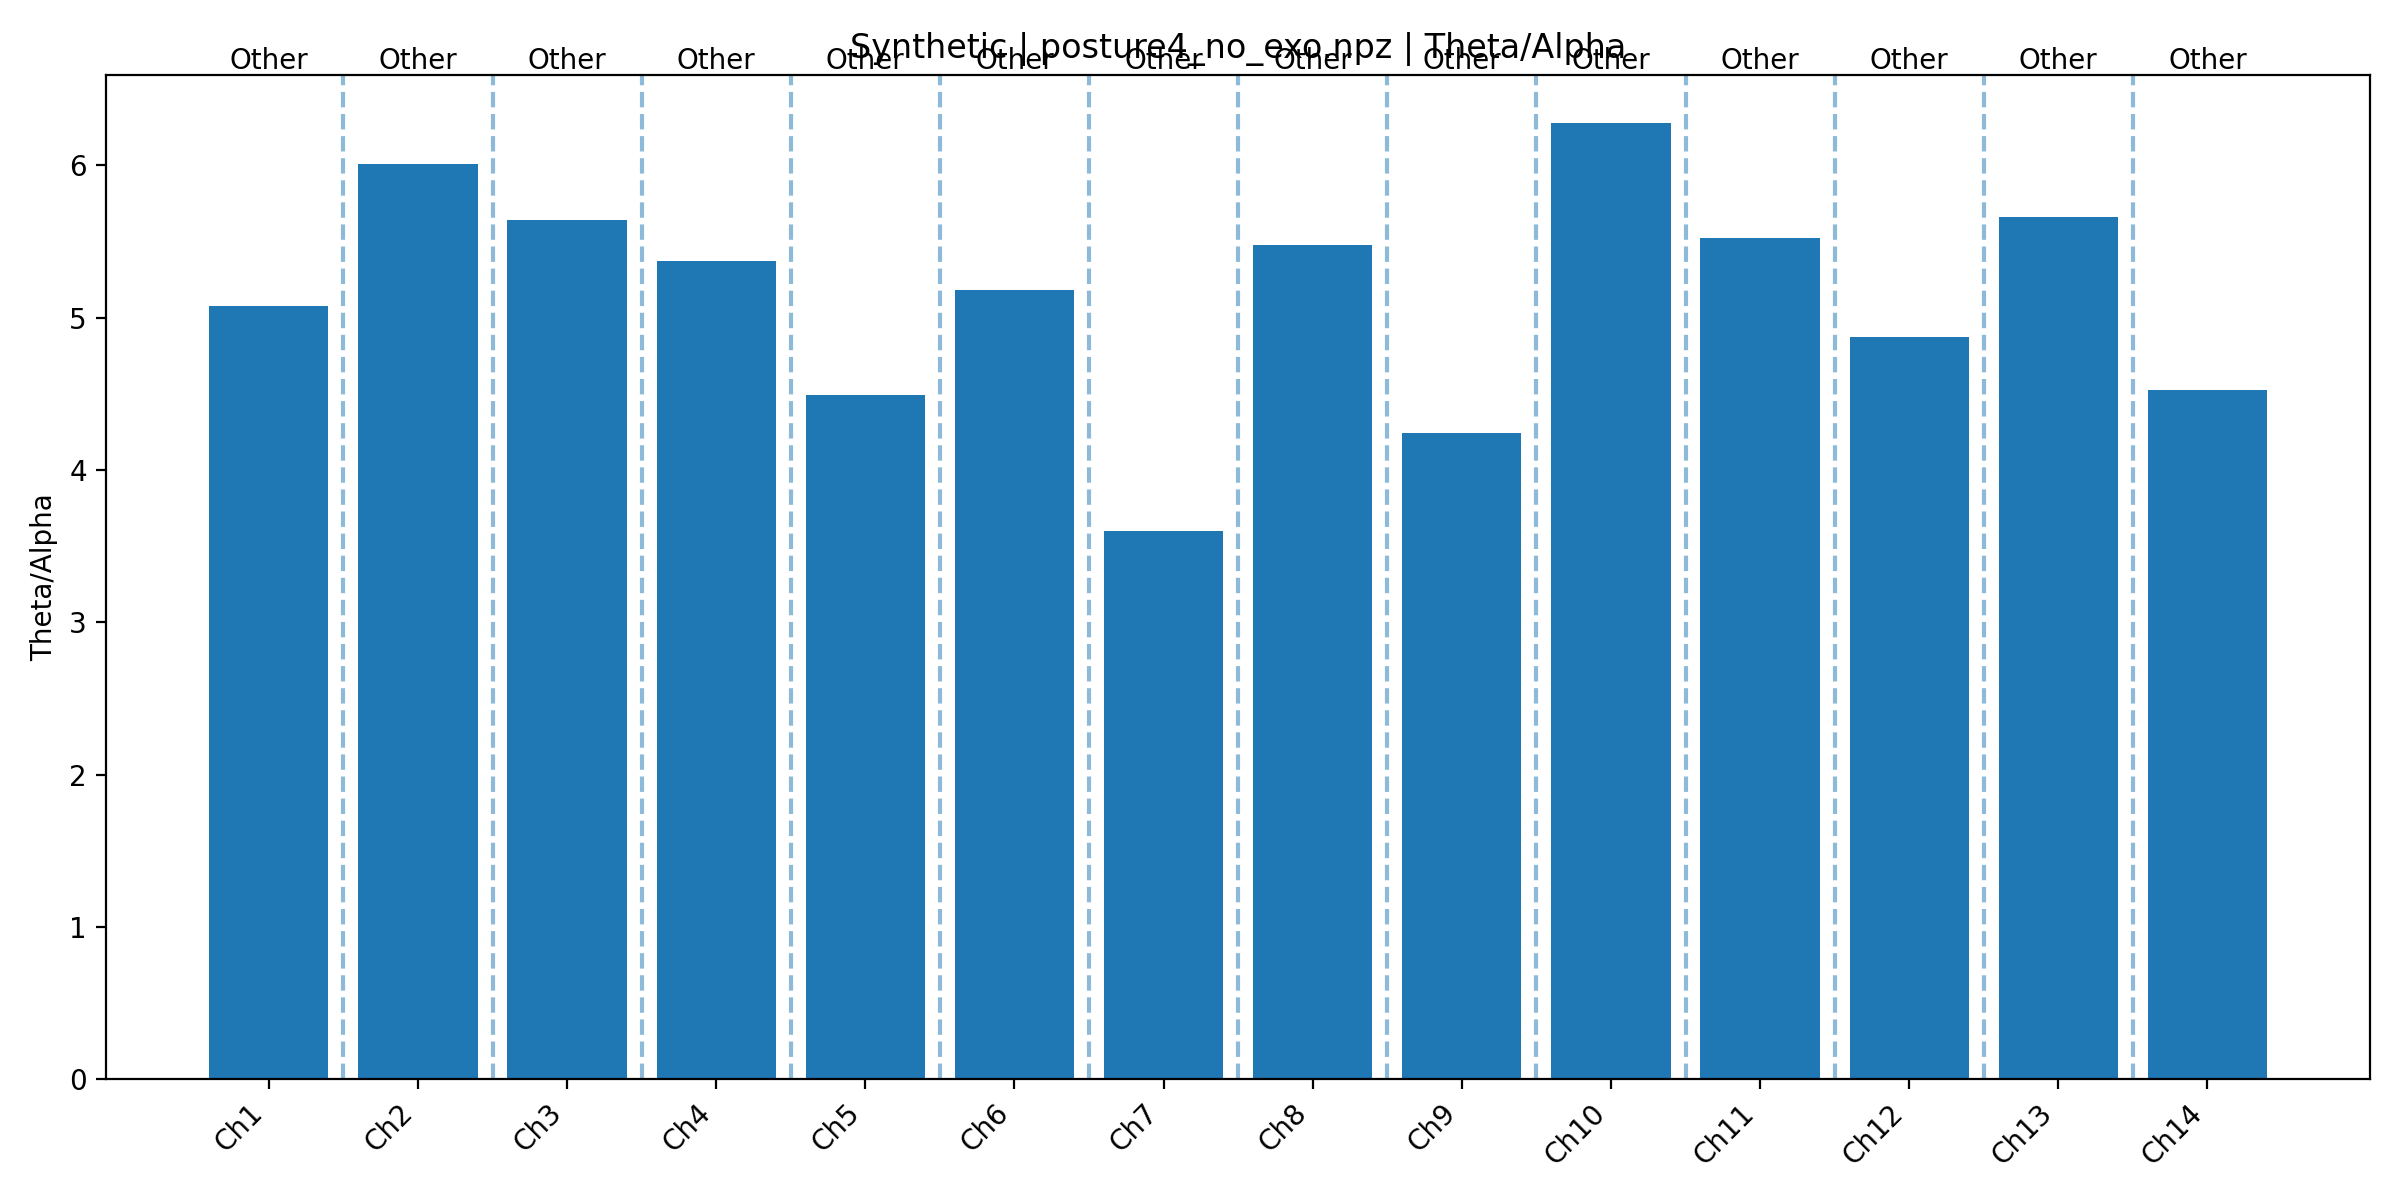 Synthetic | posture4_no_exo.npz | Theta/Alpha
Other Other Other Other Other Other Other Other Other Other Other Other Other Other
6
5
4
3
2
1
0
Theta/Alpha
Ch1 Ch2 Ch3 Ch4 Ch5 Ch6 Ch7 Ch8 Ch9 Ch10 Ch11 Ch12 Ch13 Ch14